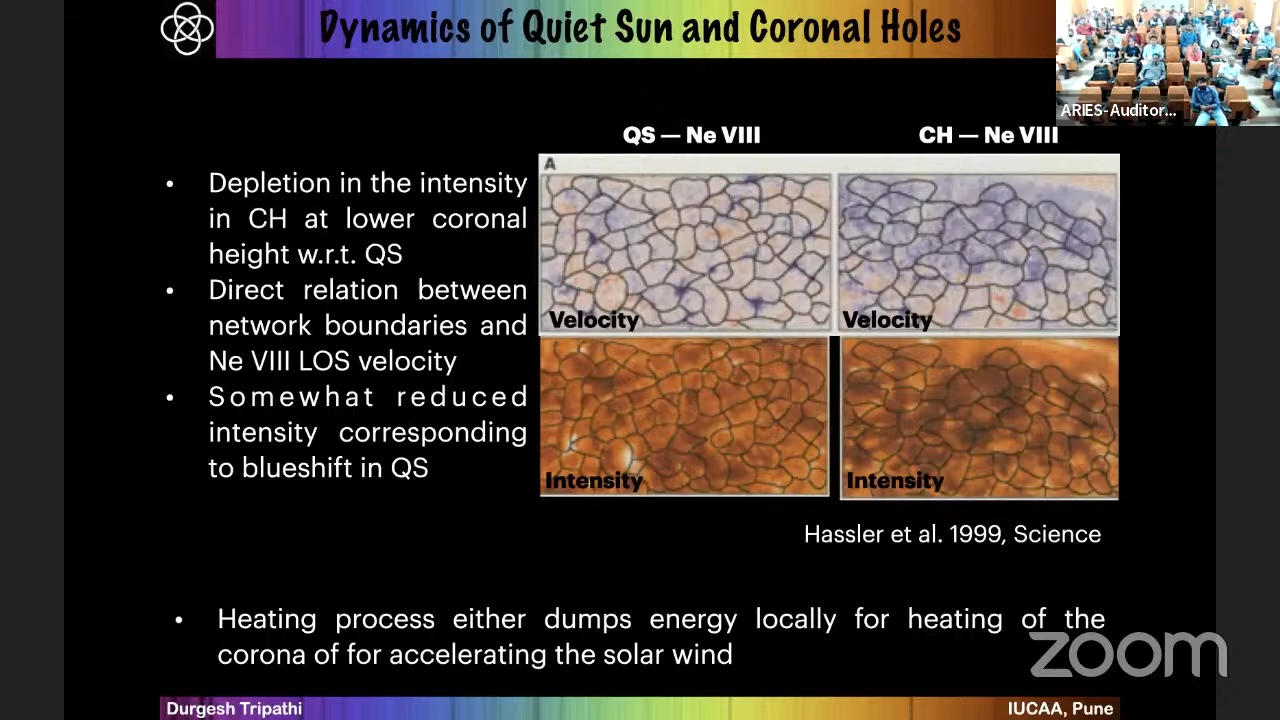 Dynamics of Quiet Sun and Coronal Holes
ARIES-Auditor...
QS — Ne VIII
CH — Ne VIII
A
Velocity
Velocity
Intensity
Intensity
• Depletion in the intensity
in CH at lower coronal
height w.r.t. QS
• Direct relation between
network boundaries and
Ne VIII LOS velocity
• Somewhat reduced
intensity corresponding
to blueshift in QS
Hassler et al. 1999, Science
• Heating process either dumps energy locally for heating of the
corona of for accelerating the solar wind
zoom
Durgesh Tripathi
IUCAA, Pune